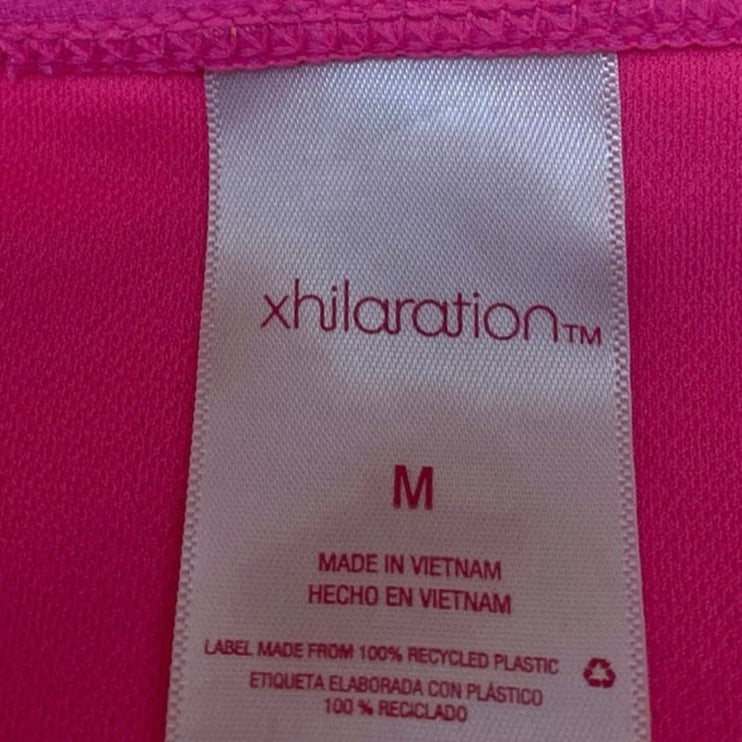 xhilaration™
M
MADE IN VIETNAM
HECHO EN VIETNAM
LABEL MADE FROM 100% RECYCLED PLASTIC
ETIQUETA ELABORADA CON PLÁSTICO
100 % RECICLADO